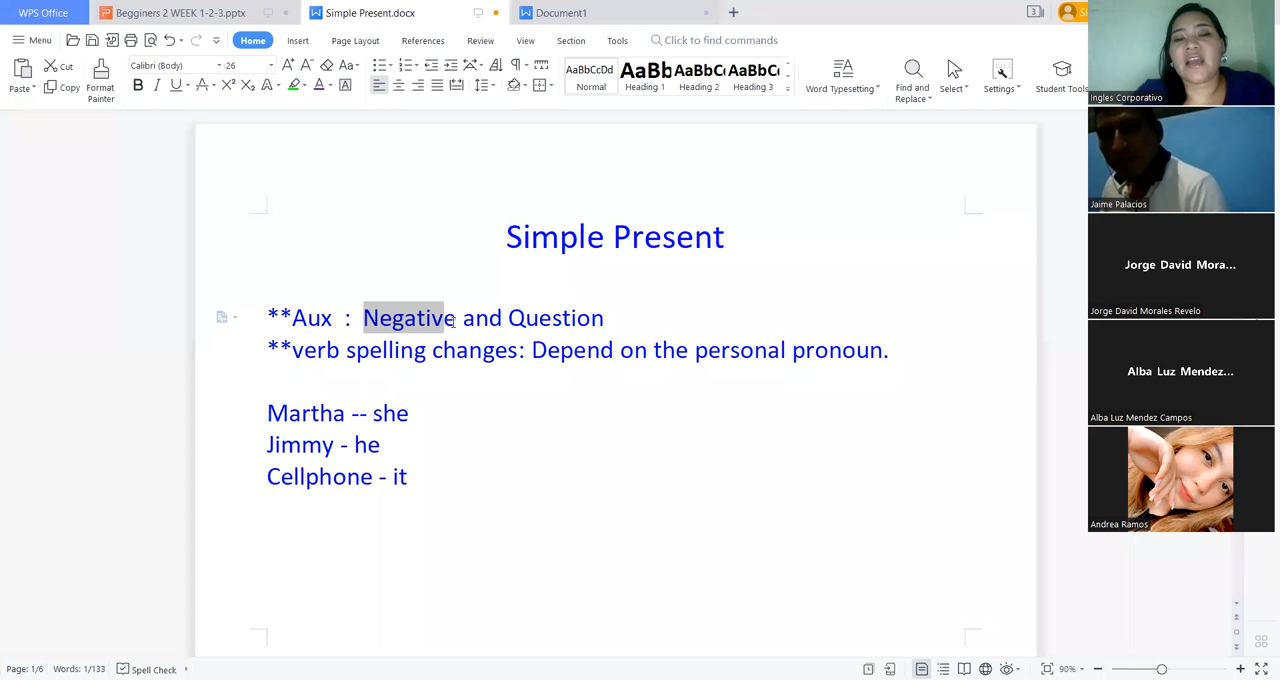 WPS Office
Begginers 2 WEEK 1-2-3.pptx
Simple Present.docx
Document1
3
Menu
Home
Insert
Page Layout
References
Review
View
Section
Tools
Click to find commands
Paste
Cut
Copy
Format Painter
Calibri (Body)
26
AaBbCcDd
Normal
AaBb
Heading 1
AaBbC
Heading 2
AaBbC
Heading 3
Word Typesetting
Find and Replace
Select
Settings
Student Tools
Simple Present
**Aux : Negative and Question
**verb spelling changes: Depend on the personal pronoun.
Martha -- she
Jimmy - he
Cellphone - it
Ingles Corporativo
Jaime Palacios
Jorge David Mora...
Jorge David Morales Revelo
Alba Luz Mendez...
Alba Luz Mendez Campos
Andrea Ramos
Page: 1/6
Words: 1/133
Spell Check
90%